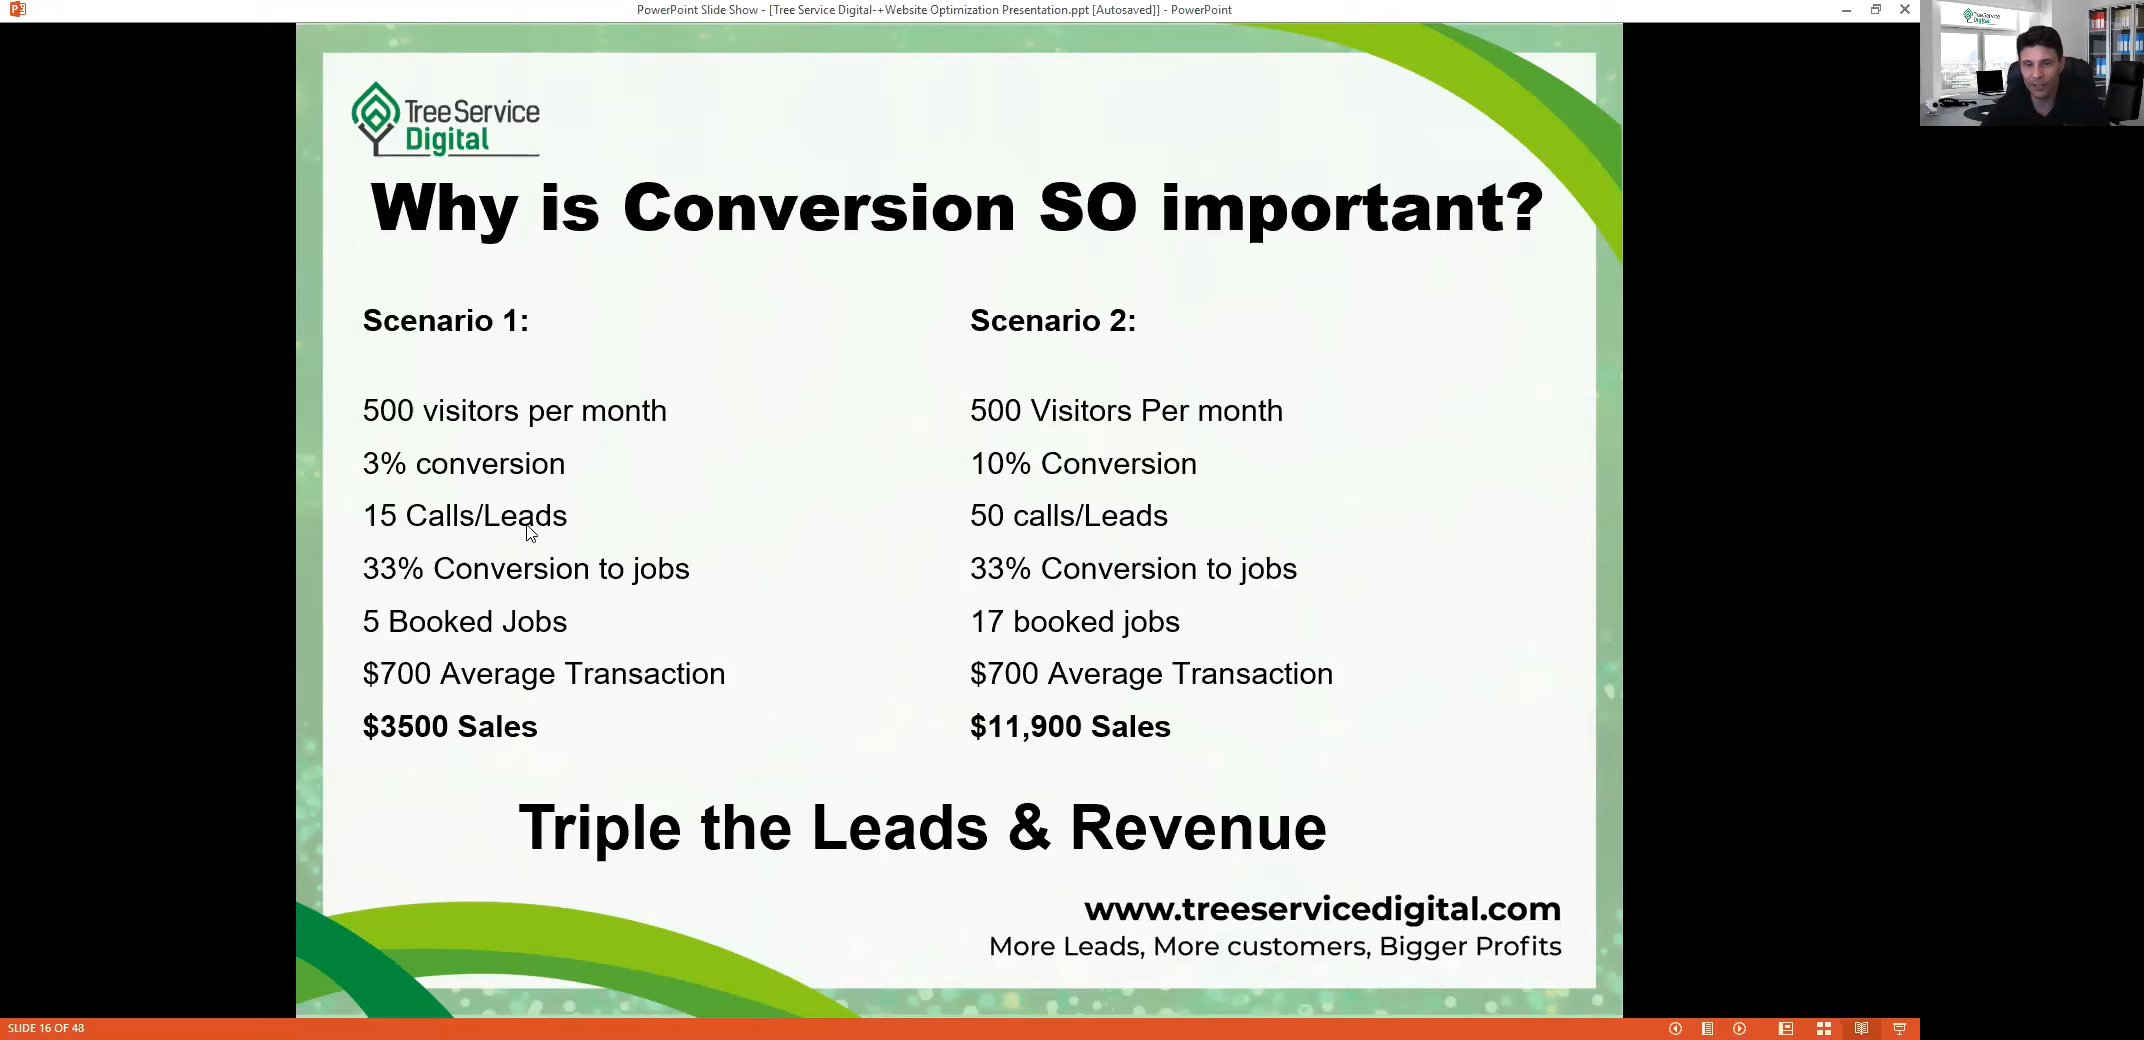 PowerPoint Slide Show - [Tree Service Digital-+Website Optimization Presentation.ppt [Autosaved]] - PowerPoint
TreeService
Digital
TreeService
Digital
Why is Conversion SO important?
Scenario 1:
500 visitors per month
3% conversion
15 Calls/Leads
33% Conversion to jobs
5 Booked Jobs
$700 Average Transaction
$3500 Sales
Scenario 2:
500 Visitors Per month
10% Conversion
50 calls/Leads
33% Conversion to jobs
17 booked jobs
$700 Average Transaction
$11,900 Sales
Triple the Leads & Revenue
www.treeservicedigital.com
More Leads, More customers, Bigger Profits
SLIDE 16 OF 48